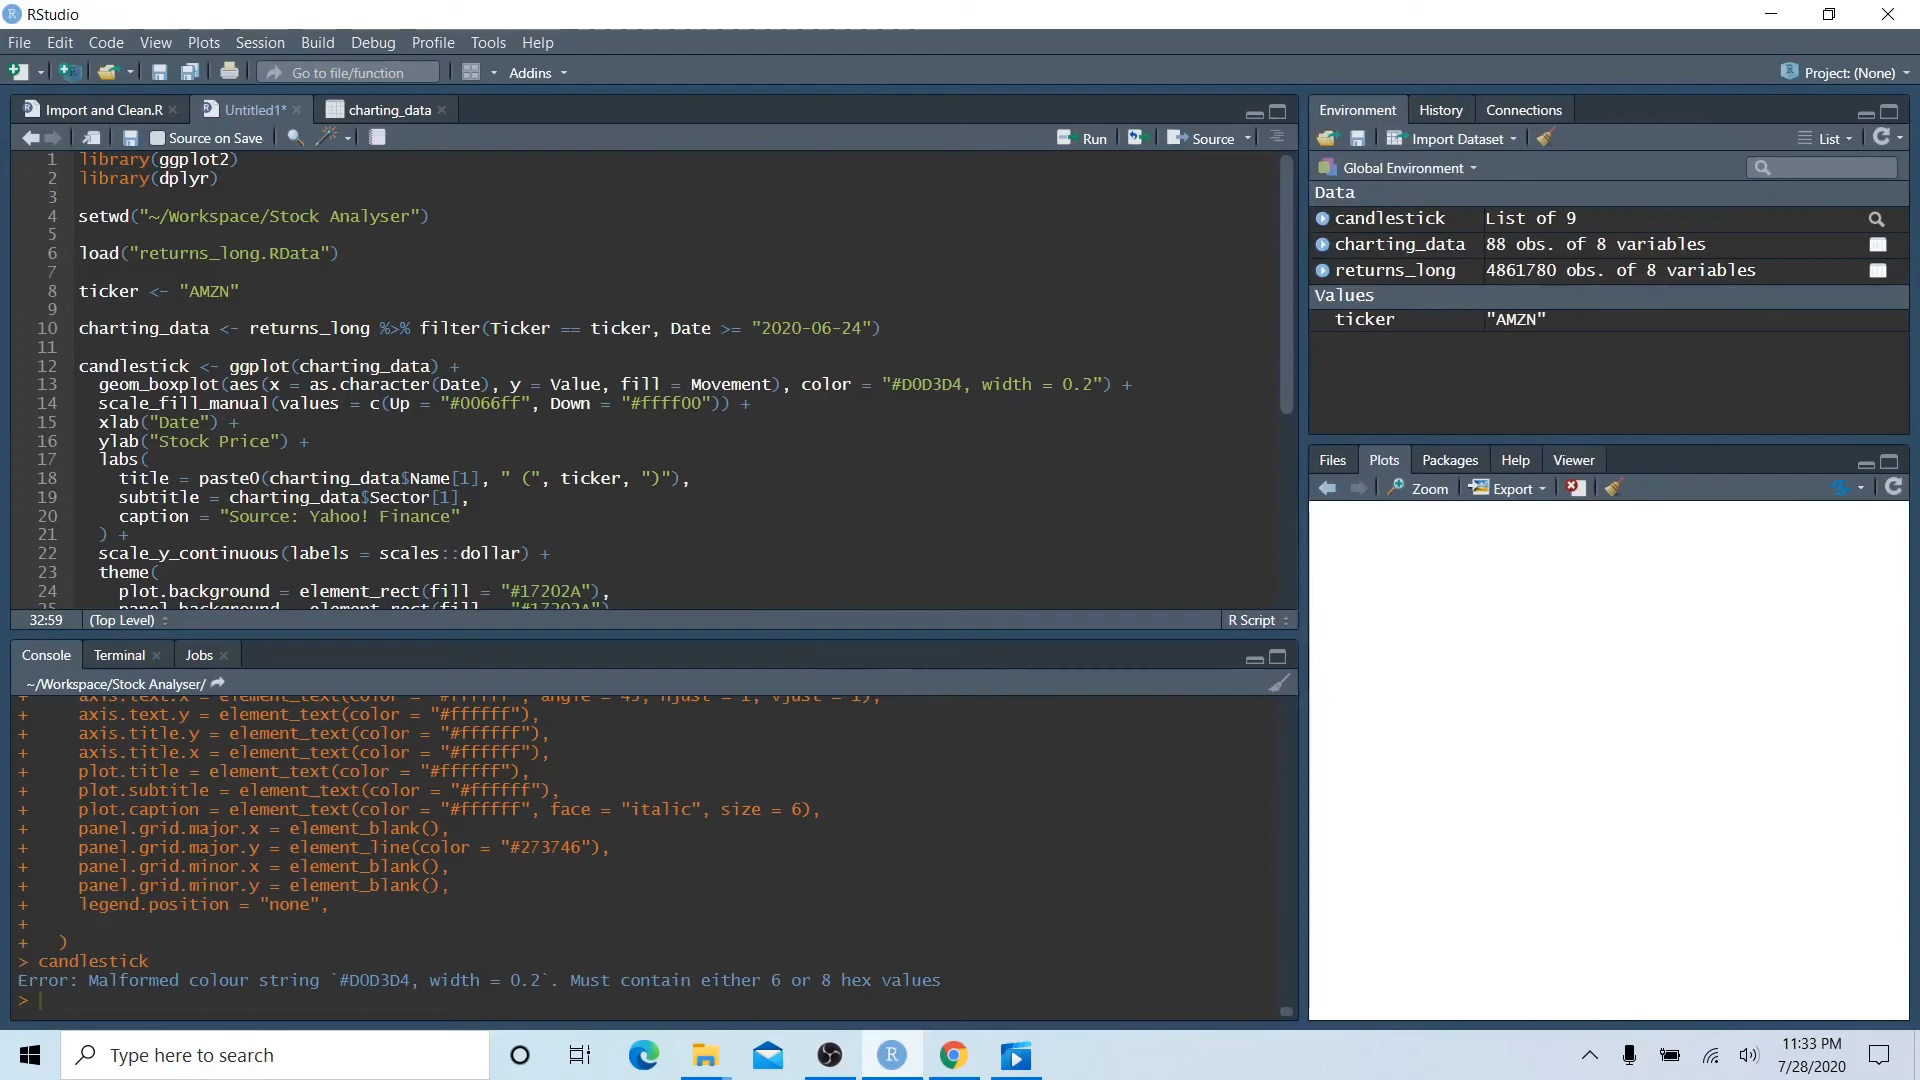 RStudio
File Edit Code View Plots Session Build Debug Profile Tools Help
Go to file/function Addins Project: (None)
Import and Clean.R Untitled1* charting_data
Source on Save Run Source
1 library(ggplot2)
2 library(dplyr)
3
4 setwd("~/Workspace/Stock Analyser")
5
6 load("returns_long.RData")
7
8 ticker <- "AMZN"
9
10 charting_data <- returns_long %>% filter(Ticker == ticker, Date >= "2020-06-24")
11
12 candlestick <- ggplot(charting_data) +
13 geom_boxplot(aes(x = as.character(Date), y = Value, fill = Movement), color = "#D0D3D4, width = 0.2") +
14 scale_fill_manual(values = c(Up = "#0066ff", Down = "#ffff00")) +
15 xlab("Date") +
16 ylab("Stock Price") +
17 labs(
18 title = paste0(charting_data$Name[1], " (", ticker, ")"),
19 subtitle = charting_data$Sector[1],
20 caption = "Source: Yahoo! Finance"
21 ) +
22 scale_y_continuous(labels = scales::dollar) +
23 theme(
24 plot.background = element_rect(fill = "#17202A"),
25 panel.background = element_rect(fill = "#17202A")
32:59 (Top Level) R Script
Console Terminal Jobs
~/Workspace/Stock Analyser/
+ axis.text.x = element_text(color = "#ffffff", angle = 45, hjust = 1, vjust = 1),
+ axis.text.y = element_text(color = "#ffffff"),
+ axis.title.y = element_text(color = "#ffffff"),
+ axis.title.x = element_text(color = "#ffffff"),
+ plot.title = element_text(color = "#ffffff"),
+ plot.subtitle = element_text(color = "#ffffff"),
+ plot.caption = element_text(color = "#ffffff", face = "italic", size = 6),
+ panel.grid.major.x = element_blank(),
+ panel.grid.major.y = element_line(color = "#273746"),
+ panel.grid.minor.x = element_blank(),
+ panel.grid.minor.y = element_blank(),
+ legend.position = "none",
+
+ )
> candlestick
Error: Malformed colour string `#D0D3D4, width = 0.2`. Must contain either 6 or 8 hex values
>
Environment History Connections
Import Dataset List
Global Environment
Data
candlestick List of 9
charting_data 88 obs. of 8 variables
returns_long 4861780 obs. of 8 variables
Values
ticker "AMZN"
Files Plots Packages Help Viewer
Zoom Export
Type here to search
11:33 PM
7/28/2020